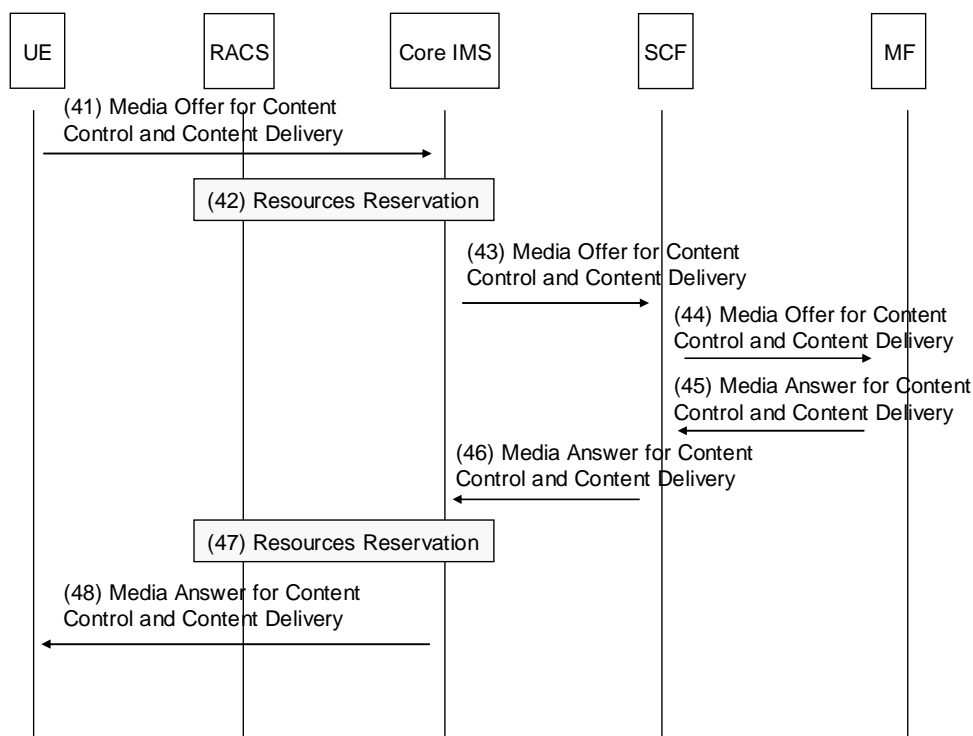 UE
RACS
Core IMS
SCF
MF
(41) Media Offer for Content
Control and Content Delivery
(42) Resources Reservation
(43) Media Offer for Content
Control and Content Delivery
(44) Media Offer for Content
Control and Content Delivery
(45) Media Answer for Content
Control and Content Delivery
(46) Media Answer for Content
Control and Content Delivery
(47) Resources Reservation
(48) Media Answer for Content
Control and Content Delivery